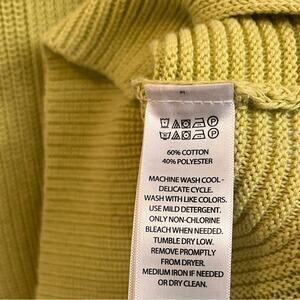 60% COTTON
40% POLYESTER
MACHINE WASH COOL -
DELICATE CYCLE.
WASH WITH LIKE COLORS.
USE MILD DETERGENT.
ONLY NON-CHLORINE
BLEACH WHEN NEEDED.
TUMBLE DRY LOW.
REMOVE PROMPTLY
FROM DRYER.
MEDIUM IRON IF NEEDED
OR DRY CLEAN.